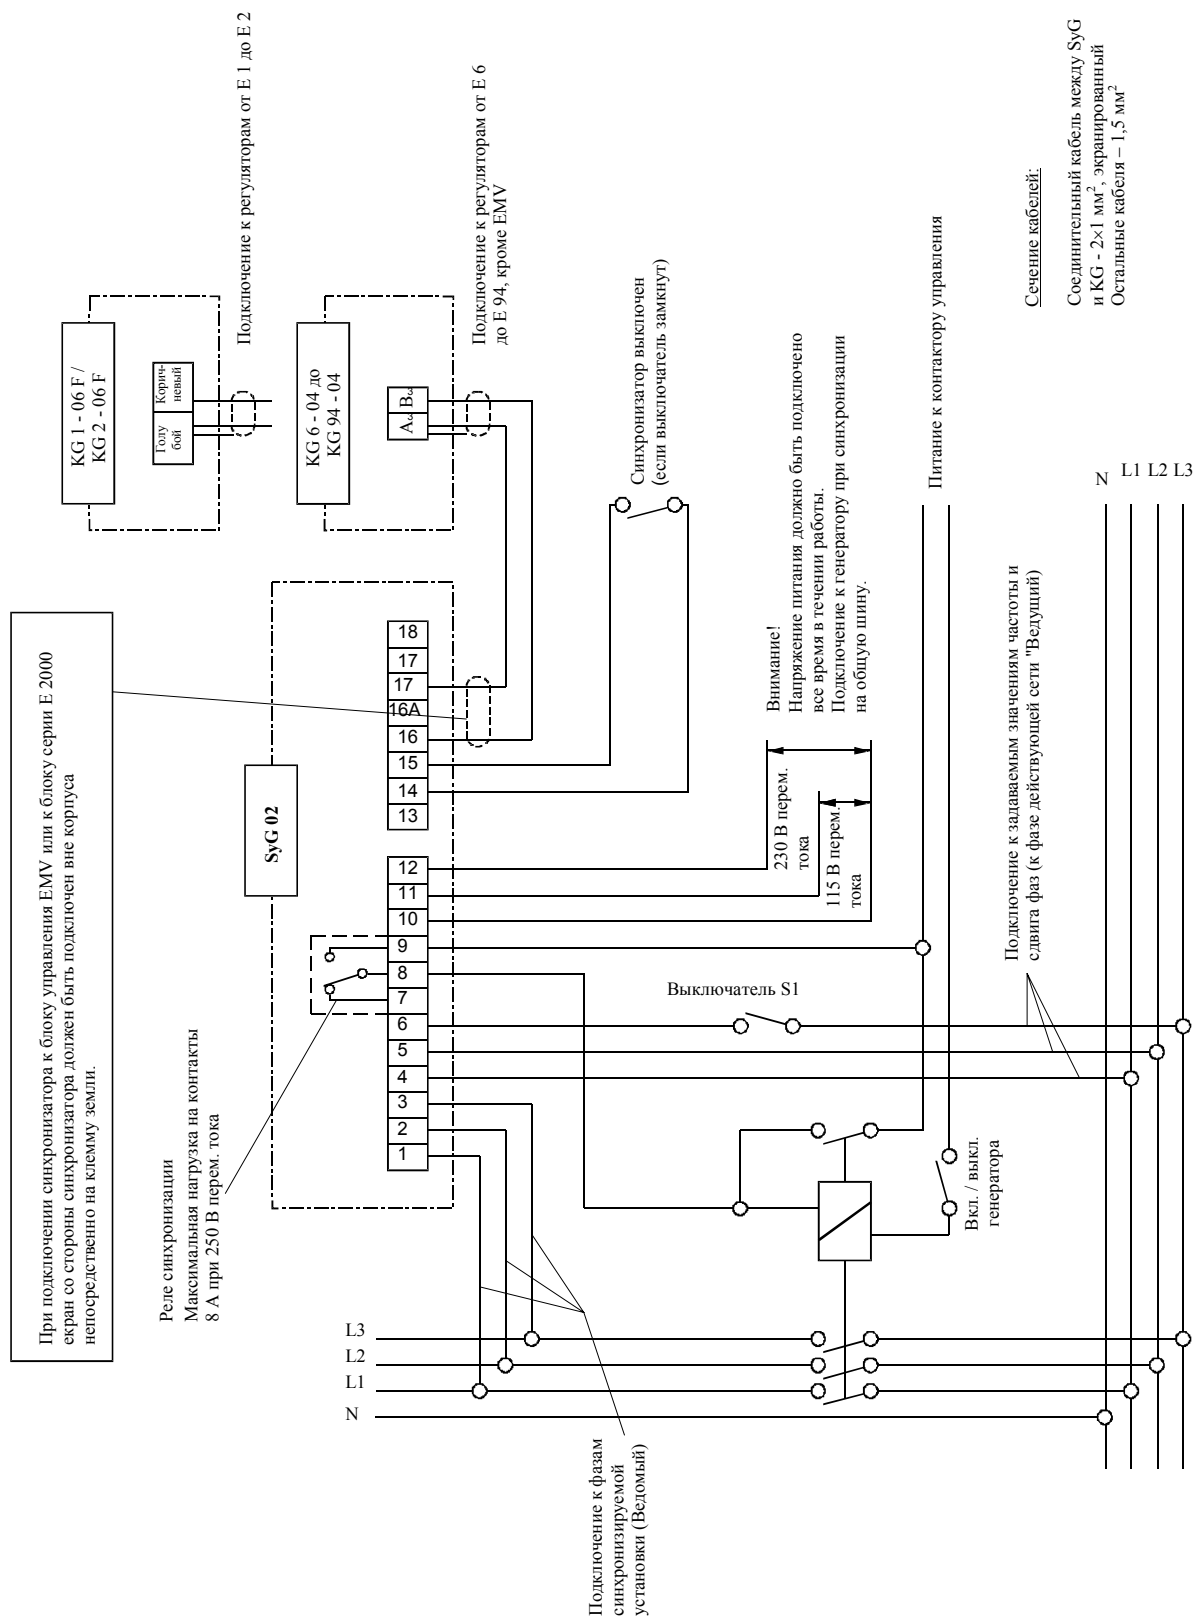 При подключении синхронизатора к блоку управления EMV или к блоку серии E 2000
екран со стороны синхронизатора должен быть подключен вне корпуса
непосредственно на клемму земли.
KG 1 - 06 F /
KG 2 - 06 F
Голу
бой
Корич-
невый
Подключение к регуляторам от E 1 до E 2
KG 6 - 04 до
KG 94 - 04
Aω
Bω
Подключение к регуляторам от E 6
до E 94, кроме EMV
SyG 02
Реле синхронизации
Максимальная нагрузка на контакты
8 А при 250 В перем. тока
1
2
3
4
5
6
7
8
9
10
11
12
13
14
15
16
16A
17
17
18
Синхронизатор выключен
(если выключатель замкнут)
Внимание!
Напряжение питания должно быть подключено
все время в течении работы.
Подключение к генератору при синхронизации
на общую шину.
230 В перем.
тока
115 В перем.
тока
Питание к контактору управления
Выключатель S1
Вкл. / выкл.
генератора
Подключение к задаваемым значениям частоты и
сдвига фаз (к фазе действующей сети "Ведущий)
L3
L2
L1
N
Подключение к фазам
синхронизируемой
установки (Ведомый)
N
L1
L2
L3
Сечение кабелей:
Соединительный кабель между SyG
и KG - 2×1 мм², экранированный
Остальные кабеля – 1,5 мм²